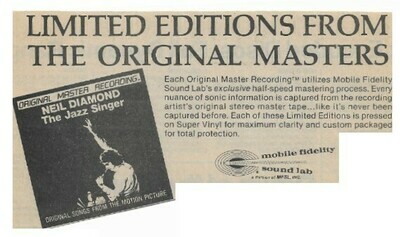 LIMITED EDITIONS FROM
THE ORIGINAL MASTERS
ORIGINAL MASTER RECORDING
NEIL DIAMOND
The Jazz Singer
ORIGINAL SONGS FROM THE MOTION PICTURE
Each Original Master Recording™ utilizes Mobile Fidelity
Sound Lab's exclusive half-speed mastering process. Every
nuance of sonic information is captured from the recording
artist's original stereo master tape...like it's never been
captured before. Each of these Limited Editions is pressed
on Super Vinyl for maximum clarity and custom packaged
for total protection.
mobile fidelity
sound lab
a division of MFSL, INC.